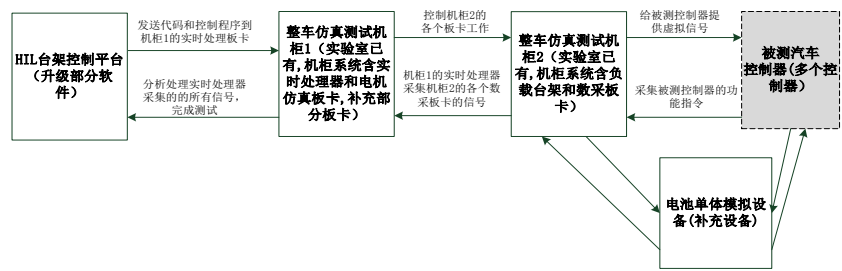 发送代码和控制程序到
机柜1的实时处理板卡
HIL台架控制平台
（升级部分软
件）
分析处理实时处理器
采集的的所有信号，
完成测试
整车仿真测试机
柜1（实验室已
有,机柜系统含实
时处理器和电机
仿真板卡,补充部
分板卡）
控制机柜2的
各个板卡工作
机柜1的实时处理器
采集机柜2的各个数
采板卡的信号
整车仿真测试机
柜2（实验室已
有,机柜系统含负
载台架和数采板
卡）
给被测控制器提
供虚拟信号
采集被测控制器的功
能指令
被测汽车
控制器(多个控
制器）
电池单体模拟设
备(补充设备)